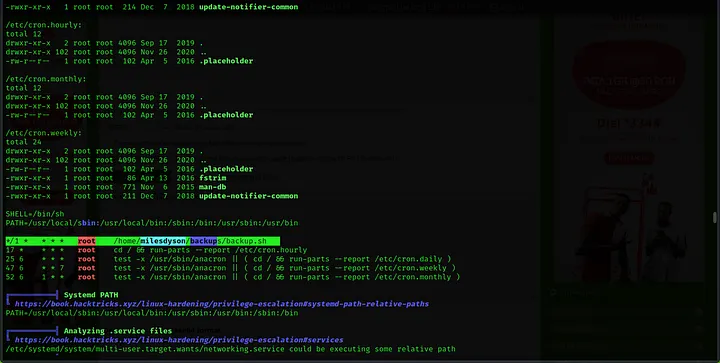 -rwxr-xr-x   1 root root  214 Dec  7  2018 update-notifier-common
/etc/cron.hourly:
total 12
drwxr-xr-x   2 root root 4096 Sep 17  2019 .
drwxr-xr-x 102 root root 4096 Nov 26  2020 ..
-rw-r--r--   1 root root  102 Apr  5  2016 .placeholder
/etc/cron.monthly:
total 12
drwxr-xr-x   2 root root 4096 Sep 17  2019 .
drwxr-xr-x 102 root root 4096 Nov 26  2020 ..
-rw-r--r--   1 root root  102 Apr  5  2016 .placeholder
/etc/cron.weekly:
total 24
drwxr-xr-x   2 root root 4096 Sep 17  2019 .
drwxr-xr-x 102 root root 4096 Nov 26  2020 ..
-rw-r--r--   1 root root  102 Apr  5  2016 .placeholder
-rwxr-xr-x   1 root root   86 Apr 13  2016 fstrim
-rwxr-xr-x   1 root root  771 Nov  6  2015 man-db
-rwxr-xr-x   1 root root  211 Dec  7  2018 update-notifier-common
SHELL=/bin/sh
PATH=/usr/local/sbin:/usr/local/bin:/sbin:/bin:/usr/sbin:/usr/bin
*/1 *   * * *   root    /home/milesdyson/backups/backup.sh
17 *    * * *   root    cd / && run-parts --report /etc/cron.hourly
25 6    * * *   root    test -x /usr/sbin/anacron || ( cd / && run-parts --report /etc/cron.daily )
47 6    * * 7   root    test -x /usr/sbin/anacron || ( cd / && run-parts --report /etc/cron.weekly )
52 6    1 * *   root    test -x /usr/sbin/anacron || ( cd / && run-parts --report /etc/cron.monthly )
Systemd PATH
https://book.hacktricks.xyz/linux-hardening/privilege-escalation#systemd-path-relative-paths
PATH=/usr/local/sbin:/usr/local/bin:/usr/sbin:/usr/bin:/sbin:/bin
Analyzing .service files
https://book.hacktricks.xyz/linux-hardening/privilege-escalation#services
/etc/systemd/system/multi-user.target.wants/networking.service could be executing some relative path